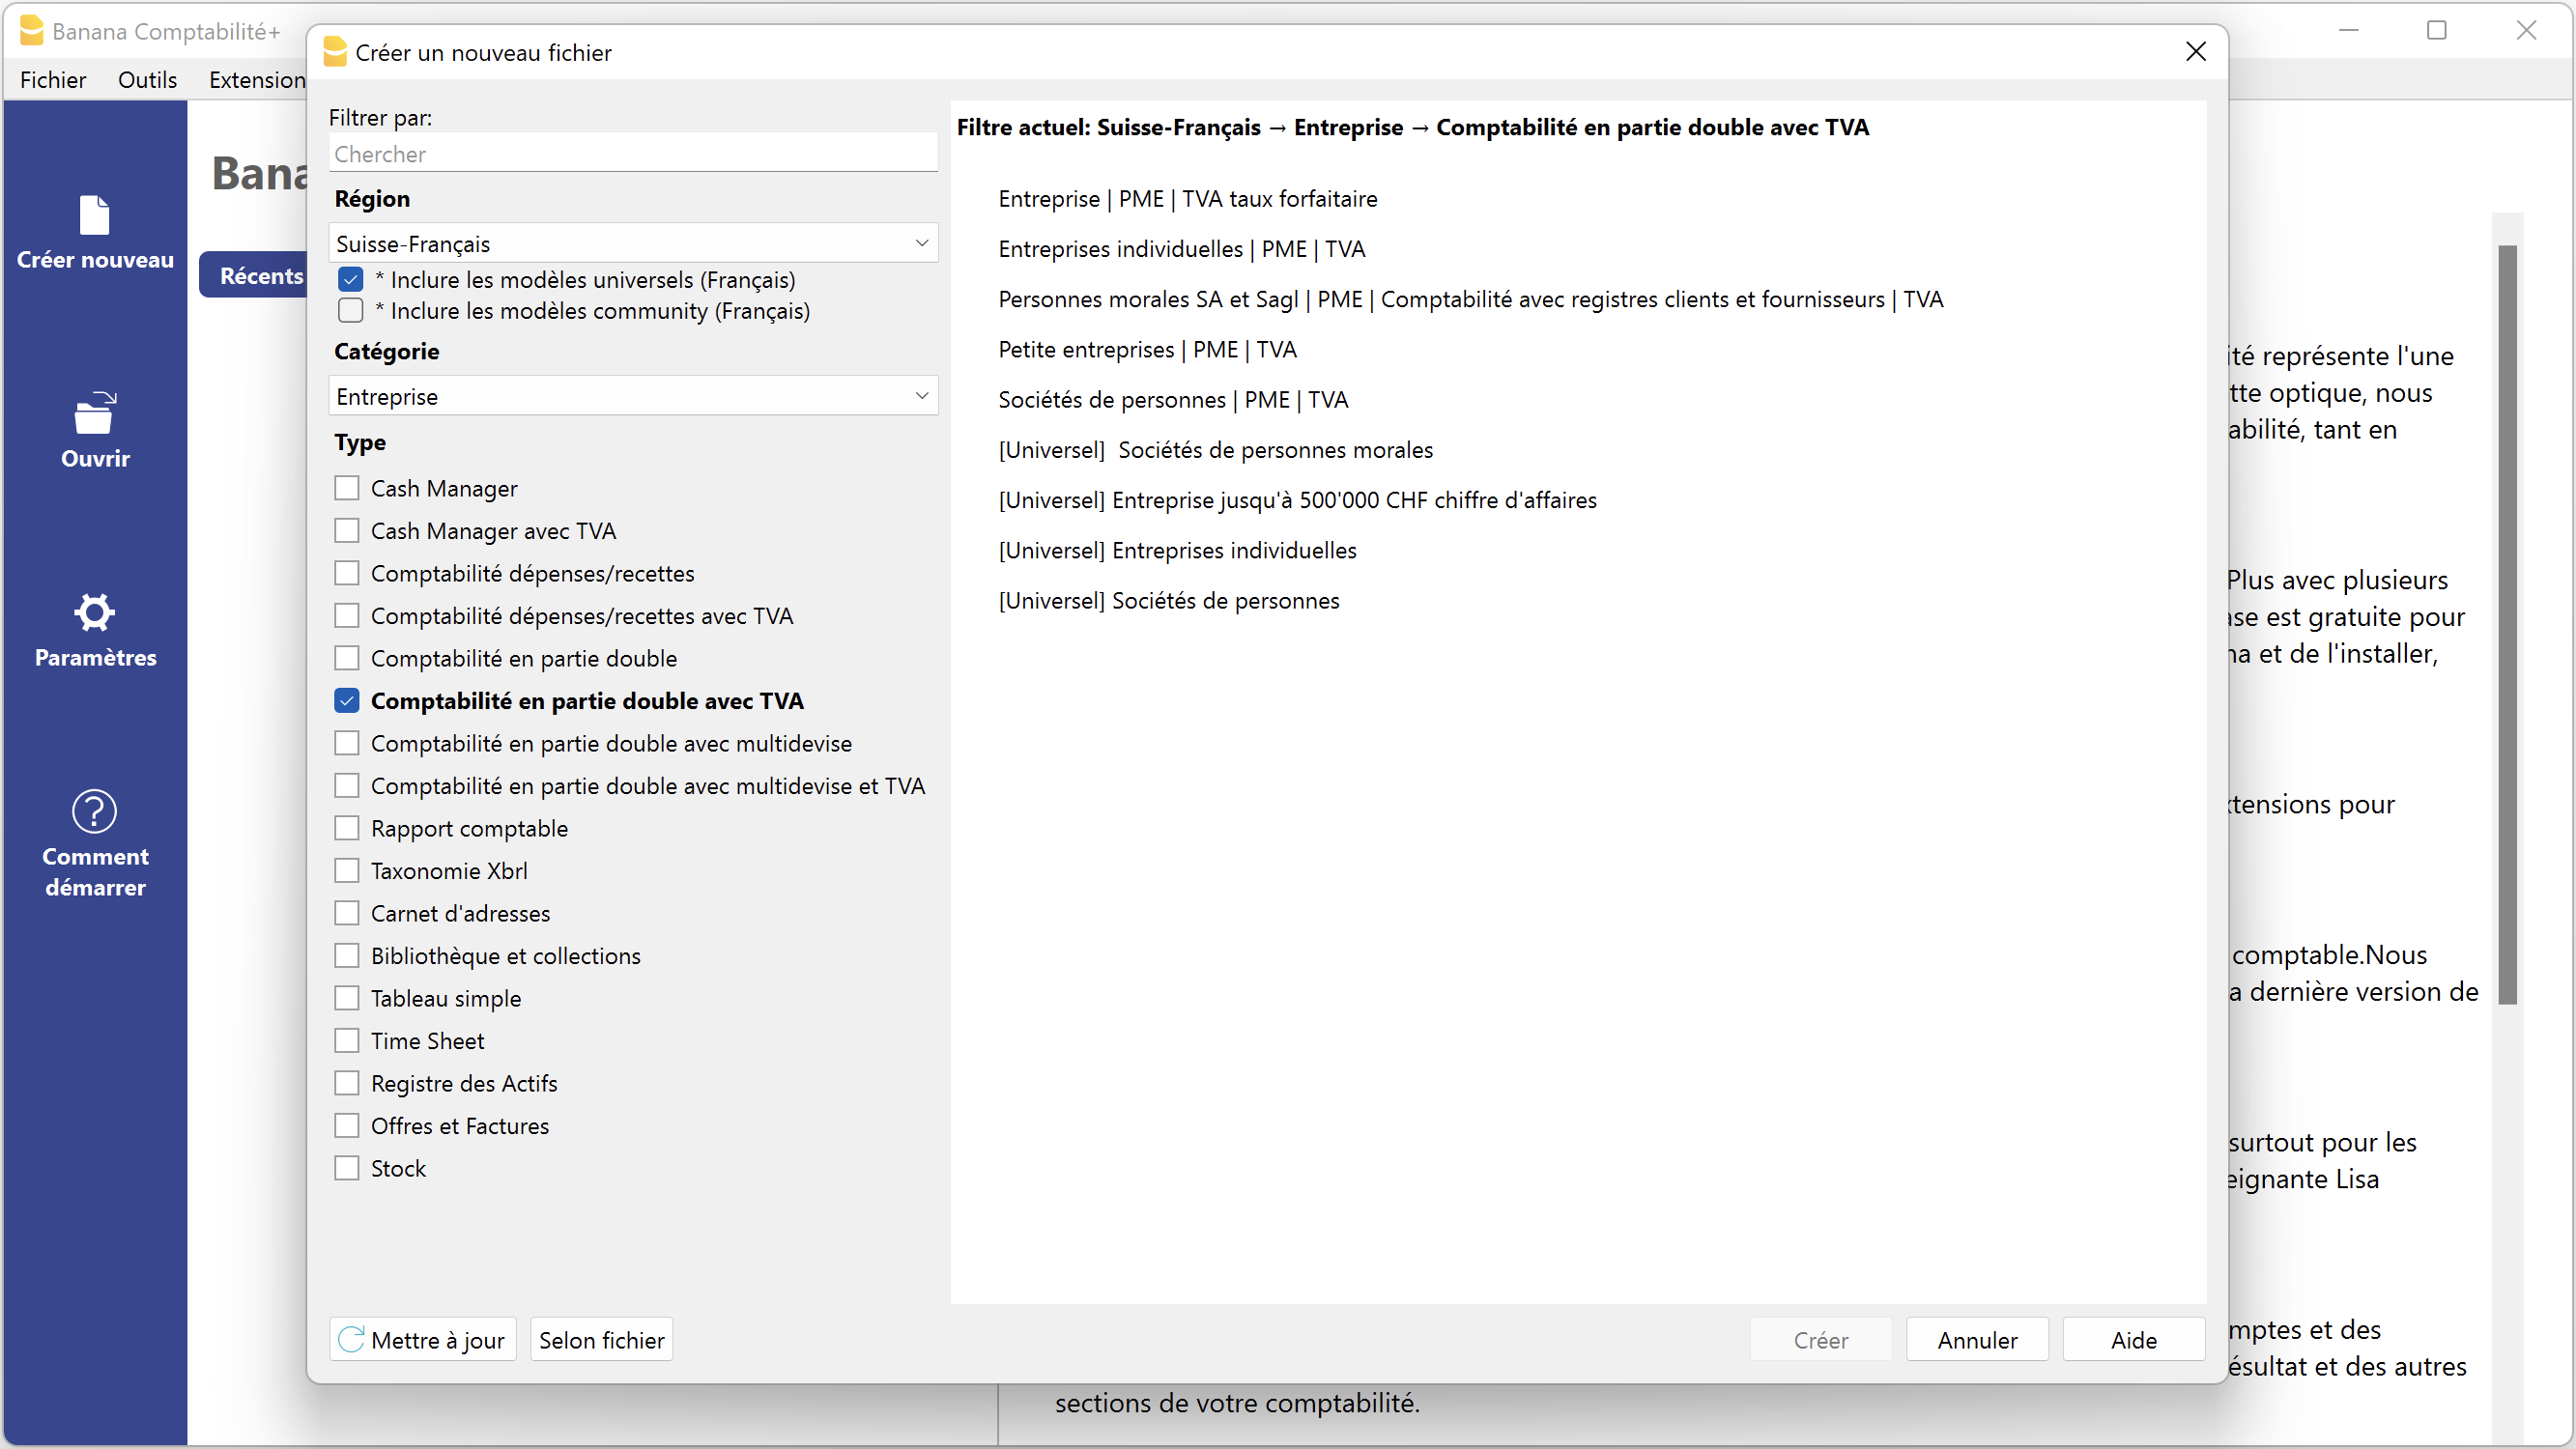 Banana Comptabilité+
Fichier Outils Extension
Créer nouveau
Ouvrir
Paramètres
Comment
démarrer
Récents
Créer un nouveau fichier
Filtrer par:
Chercher
Région
Suisse-Français
* Inclure les modèles universels (Français)
* Inclure les modèles community (Français)
Catégorie
Entreprise
Type
Cash Manager
Cash Manager avec TVA
Comptabilité dépenses/recettes
Comptabilité dépenses/recettes avec TVA
Comptabilité en partie double
Comptabilité en partie double avec TVA
Comptabilité en partie double avec multidevise
Comptabilité en partie double avec multidevise et TVA
Rapport comptable
Taxonomie Xbrl
Carnet d'adresses
Bibliothèque et collections
Tableau simple
Time Sheet
Registre des Actifs
Offres et Factures
Stock
Mettre à jour Selon fichier
Filtre actuel: Suisse-Français → Entreprise → Comptabilité en partie double avec TVA
Entreprise | PME | TVA taux forfaitaire
Entreprises individuelles | PME | TVA
Personnes morales SA et Sagl | PME | Comptabilité avec registres clients et fournisseurs | TVA
Petite entreprises | PME | TVA
Sociétés de personnes | PME | TVA
[Universel]  Sociétés de personnes morales
[Universel] Entreprise jusqu'à 500'000 CHF chiffre d'affaires
[Universel] Entreprises individuelles
[Universel] Sociétés de personnes
Créer Annuler Aide
représente l'une
optique, nous
tant en
Plus avec plusieurs
est gratuite pour
et de l'installer,
pour
comptable.Nous
dernière version de
surtout pour les
Lisa
et des
et des autres
sections de votre comptabilité.